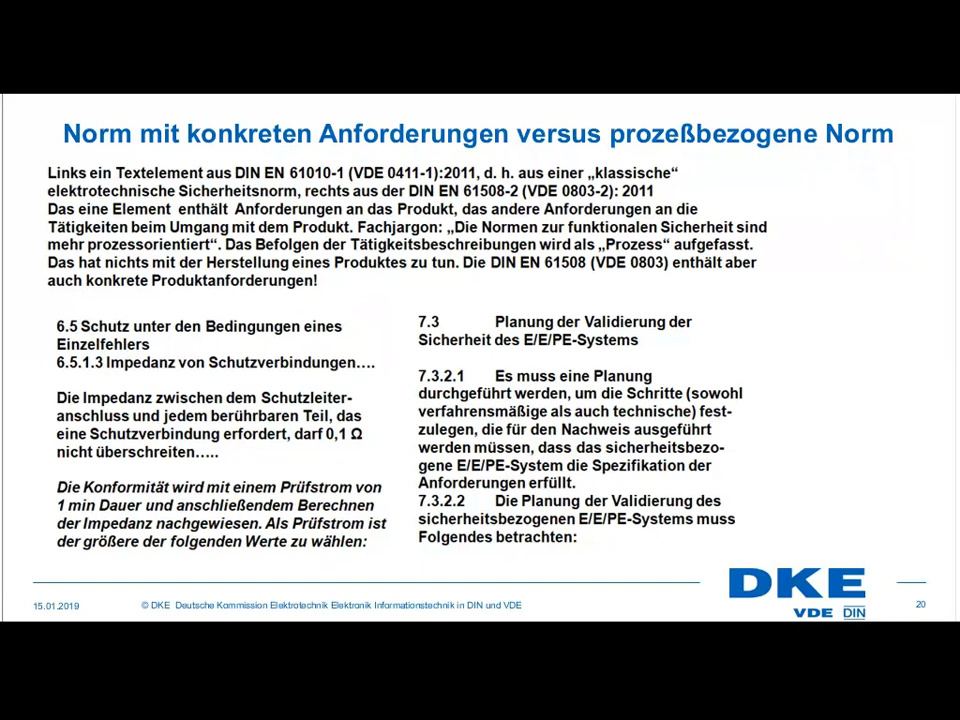 Norm mit konkreten Anforderungen versus prozeßbezogene Norm
Links ein Textelement aus DIN EN 61010-1 (VDE 0411-1):2011, d. h. aus einer „klassische“
elektrotechnische Sicherheitsnorm, rechts aus der DIN EN 61508-2 (VDE 0803-2): 2011
Das eine Element enthält Anforderungen an das Produkt, das andere Anforderungen an die
Tätigkeiten beim Umgang mit dem Produkt. Fachjargon: „Die Normen zur funktionalen Sicherheit sind
mehr prozessorientiert“. Das Befolgen der Tätigkeitsbeschreibungen wird als „Prozess“ aufgefasst.
Das hat nichts mit der Herstellung eines Produktes zu tun. Die DIN EN 61508 (VDE 0803) enthält aber
auch konkrete Produktanforderungen!
6.5 Schutz unter den Bedingungen eines
Einzelfehlers
6.5.1.3 Impedanz von Schutzverbindungen….
Die Impedanz zwischen dem Schutzleiter-
anschluss und jedem berührbaren Teil, das
eine Schutzverbindung erfordert, darf 0,1 Ω
nicht überschreiten…..
Die Konformität wird mit einem Prüfstrom von
1 min Dauer und anschließendem Berechnen
der Impedanz nachgewiesen. Als Prüfstrom ist
der größere der folgenden Werte zu wählen:
7.3 Planung der Validierung der
Sicherheit des E/E/PE-Systems
7.3.2.1 Es muss eine Planung
durchgeführt werden, um die Schritte (sowohl
verfahrensmäßige als auch technische) fest-
zulegen, die für den Nachweis ausgeführt
werden müssen, dass das sicherheitsbezo-
gene E/E/PE-System die Spezifikation der
Anforderungen erfüllt.
7.3.2.2 Die Planung der Validierung des
sicherheitsbezogenen E/E/PE-Systems muss
Folgendes betrachten:
DKE
VDE DIN
15.01.2019
© DKE Deutsche Kommission Elektrotechnik Elektronik Informationstechnik in DIN und VDE
20